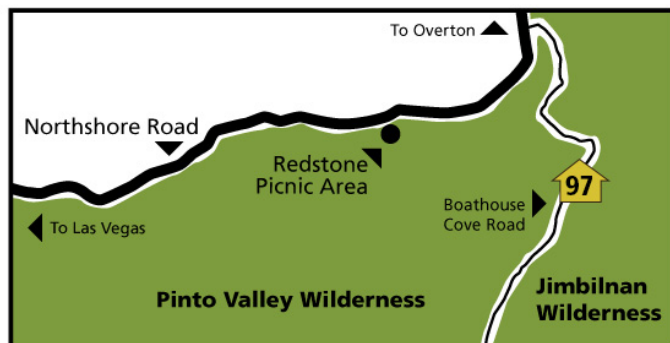 To Overton
Northshore Road
Redstone
Picnic Area
97
Boathouse
Cove Road
To Las Vegas
Pinto Valley Wilderness
Jimbilnan
Wilderness